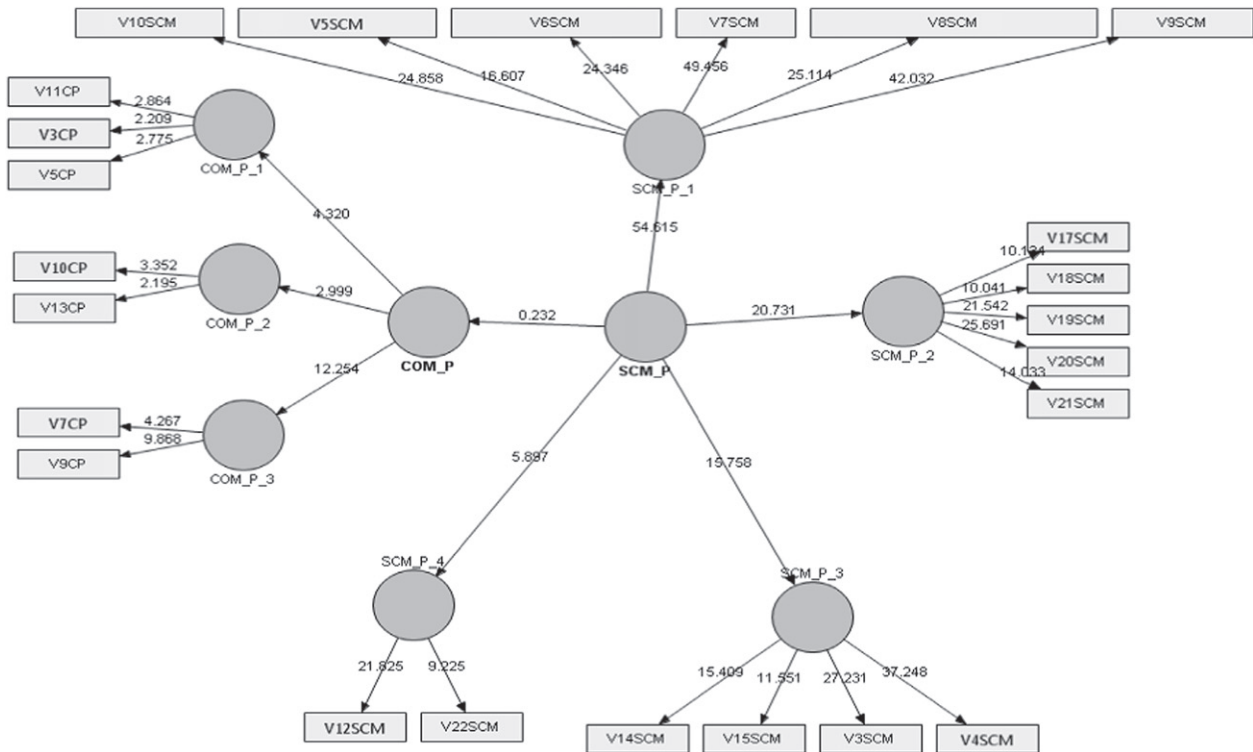 V10SCM
V5SCM
V6SCM
V7SCM
V8SCM
V9SCM
24.858
16.607
24.346
49.456
25.114
42.032
SCM_P_1
V11CP
V3CP
V5CP
2.864
2.209
2.775
COM_P_1
4.320
54.615
V10CP
V13CP
3.352
2.195
COM_P_2
2.999
COM_P
0.232
SCM_P
20.731
SCM_P_2
10.134
10.041
21.542
25.691
14.033
V17SCM
V18SCM
V19SCM
V20SCM
V21SCM
12.254
V7CP
V9CP
4.267
9.868
COM_P_3
5.897
SCM_P_4
21.825
9.225
V12SCM
V22SCM
SCM_P_3
15.409
11.551
27.231
37.248
V14SCM
V15SCM
V3SCM
V4SCM